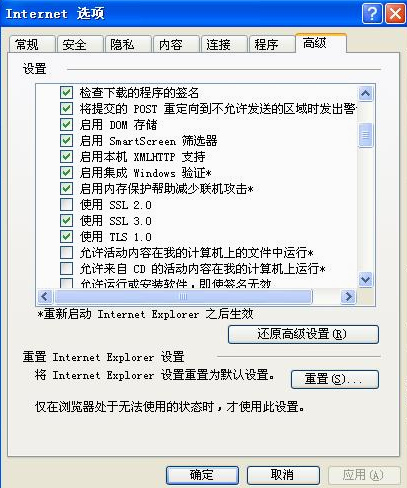 Internet 选项
常规 安全 隐私 内容 连接 程序 高级
设置
检查下载的程序的签名
将提交的 POST 重定向到不允许发送的区域时发出警
启用 DOM 存储
启用 SmartScreen 筛选器
启用本机 XMLHTTP 支持
启用集成 Windows 验证*
启用内存保护帮助减少联机攻击*
使用 SSL 2.0
使用 SSL 3.0
使用 TLS 1.0
允许活动内容在我的计算机上的文件中运行*
允许来自 CD 的活动内容在我的计算机上运行*
允许运行或安装软件，即使签名无效
*重新启动 Internet Explorer 之后生效
还原高级设置(R)
重置 Internet Explorer 设置
将 Internet Explorer 设置重置为默认设置。
重置(S)...
仅在浏览器处于无法使用的状态时，才使用此设置。
确定 取消 应用(A)